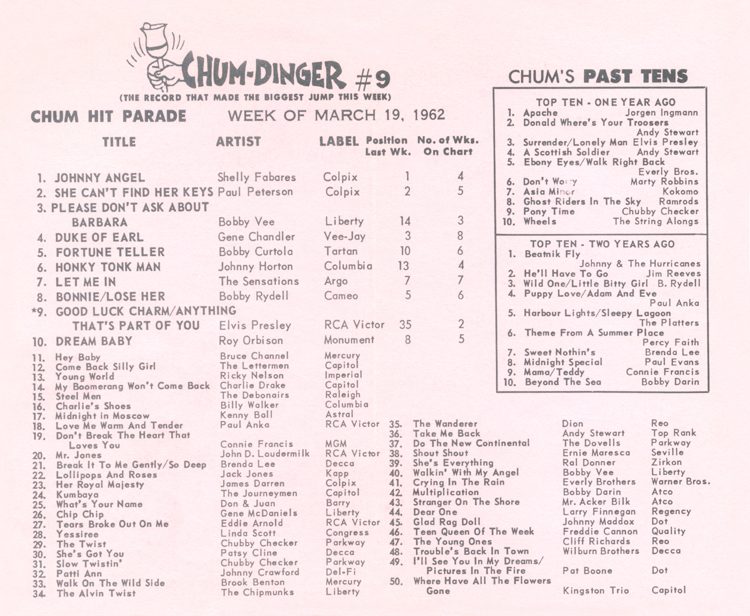 CHUM-DINGER #9
(THE RECORD THAT MADE THE BIGGEST JUMP THIS WEEK)
CHUM HIT PARADE WEEK OF MARCH 19, 1962
TITLE ARTIST LABEL Position Last Wk. No. of Wks. On Chart
1. JOHNNY ANGEL Shelly Fabares Colpix 1 4
2. SHE CAN'T FIND HER KEYS Paul Peterson Colpix 2 5
3. PLEASE DON'T ASK ABOUT
BARBARA Bobby Vee Liberty 14 3
4. DUKE OF EARL Gene Chandler Vee-Jay 3 8
5. FORTUNE TELLER Bobby Curtola Tartan 10 6
6. HONKY TONK MAN Johnny Horton Columbia 13 4
7. LET ME IN The Sensations Argo 7 7
8. BONNIE/LOSE HER Bobby Rydell Cameo 5 6
*9. GOOD LUCK CHARM/ANYTHING
THAT'S PART OF YOU Elvis Presley RCA Victor 35 2
10. DREAM BABY Roy Orbison Monument 8 5
11. Hey Baby Bruce Channel Mercury
12. Come Back Silly Girl The Lettermen Capitol
13. Young World Ricky Nelson Imperial
14. My Boomerang Won't Come Back Charlie Drake Capitol
15. Steel Men The Debonairs Raleigh
16. Charlie's Shoes Billy Walker Columbia
17. Midnight in Moscow Kenny Ball Astral
18. Love Me Warm And Tender Paul Anka RCA Victor
19. Don't Break The Heart That
Loves You Connie Francis MGM
20. Mr. Jones John D. Loudermilk RCA Victor
21. Break It To Me Gently/So Deep Brenda Lee Decca
22. Lollipops And Roses Jack Jones Kapp
23. Her Royal Majesty James Darren Colpix
24. Kumbaya The Journeymen Capitol
25. What's Your Name Don & Juan Barry
26. Chip Chip Gene McDaniels Liberty
27. Tears Broke Out On Me Eddie Arnold RCA Victor
28. Yessiree Linda Scott Congress
29. The Twist Chubby Checker Parkway
30. She's Got You Patsy Cline Decca
31. Slow Twistin' Chubby Checker Parkway
32. Patti Ann Johnny Crawford Del-Fi
33. Walk On The Wild Side Brook Benton Mercury
34. The Alvin Twist The Chipmunks Liberty
35. The Wanderer Dion Reo
36. Take Me Back Andy Stewart Top Rank
37. Do The New Continental The Dovells Parkway
38. Shout Shout Ernie Maresca Seville
39. She's Everything Ral Donner Zirkon
40. Walkin' With My Angel Bobby Vee Liberty
41. Crying In The Rain Everly Brothers Warner Bros.
42. Multiplication Bobby Darin Atco
43. Stranger On The Shore Mr. Acker Bilk Atco
44. Dear One Larry Finnegan Regency
45. Glad Rag Doll Johnny Maddox Dot
46. Teen Queen Of The Week Freddie Cannon Quality
47. The Young Ones Cliff Richards Reo
48. Trouble's Back In Town Wilburn Brothers Decca
49. I'll See You In My Dreams/
Pictures In The Fire Pat Boone Dot
50. Where Have All The Flowers
Gone Kingston Trio Capitol
CHUM'S PAST TENS
TOP TEN - ONE YEAR AGO
1. Apache Jorgen Ingmann
2. Donald Where's Your Troosers
Andy Stewart
3. Surrender/Lonely Man Elvis Presley
4. A Scottish Soldier Andy Stewart
5. Ebony Eyes/Walk Right Back
Everly Bros.
6. Don't Worry Marty Robbins
7. Asia Minor Kokomo
8. Ghost Riders In The Sky Ramrods
9. Pony Time Chubby Checker
10. Wheels The String Alongs
TOP TEN - TWO YEARS AGO
1. Beatnik Fly
Johnny & The Hurricanes
2. He'll Have To Go Jim Reeves
3. Wild One/Little Bitty Girl B. Rydell
4. Puppy Love/Adam And Eve
Paul Anka
5. Harbour Lights/Sleepy Lagoon
The Platters
6. Theme From A Summer Place
Percy Faith
7. Sweet Nothin's Brenda Lee
8. Midnight Special Paul Evans
9. Mama/Teddy Connie Francis
10. Beyond The Sea Bobby Darin